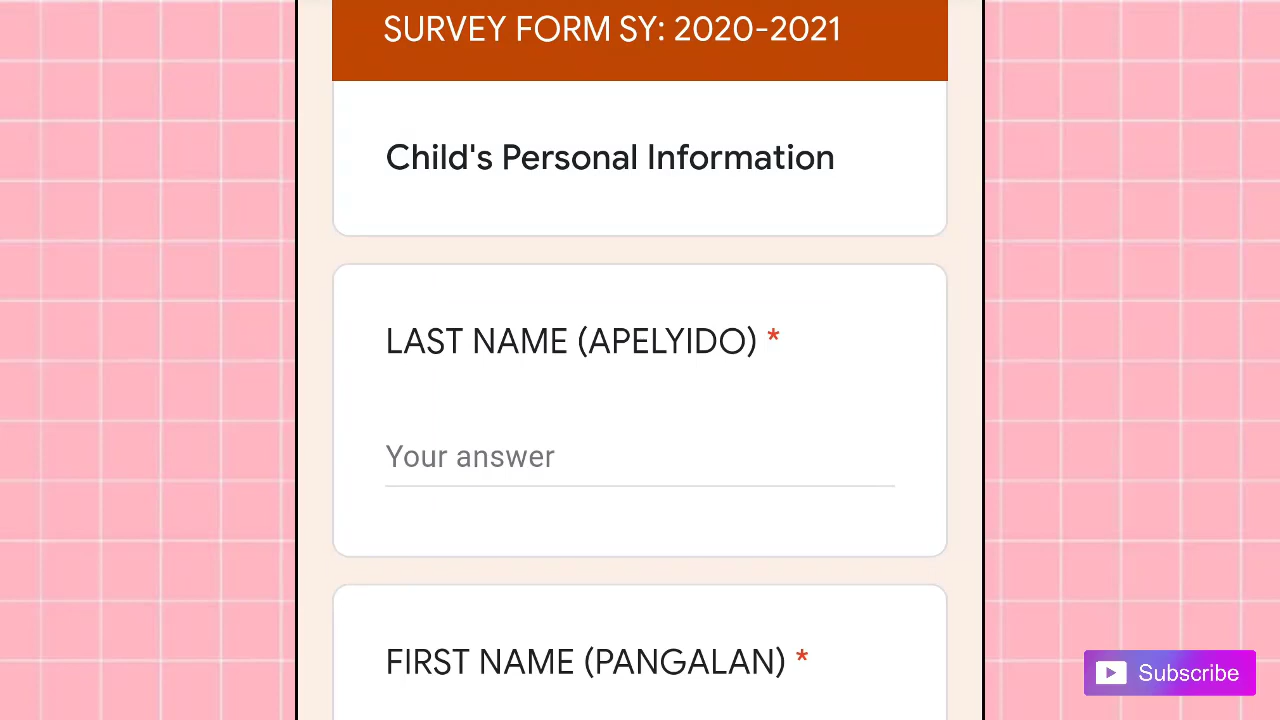 SURVEY FORM SY: 2020-2021
Child's Personal Information
LAST NAME (APELYIDO) *
Your answer
FIRST NAME (PANGALAN) *
Subscribe